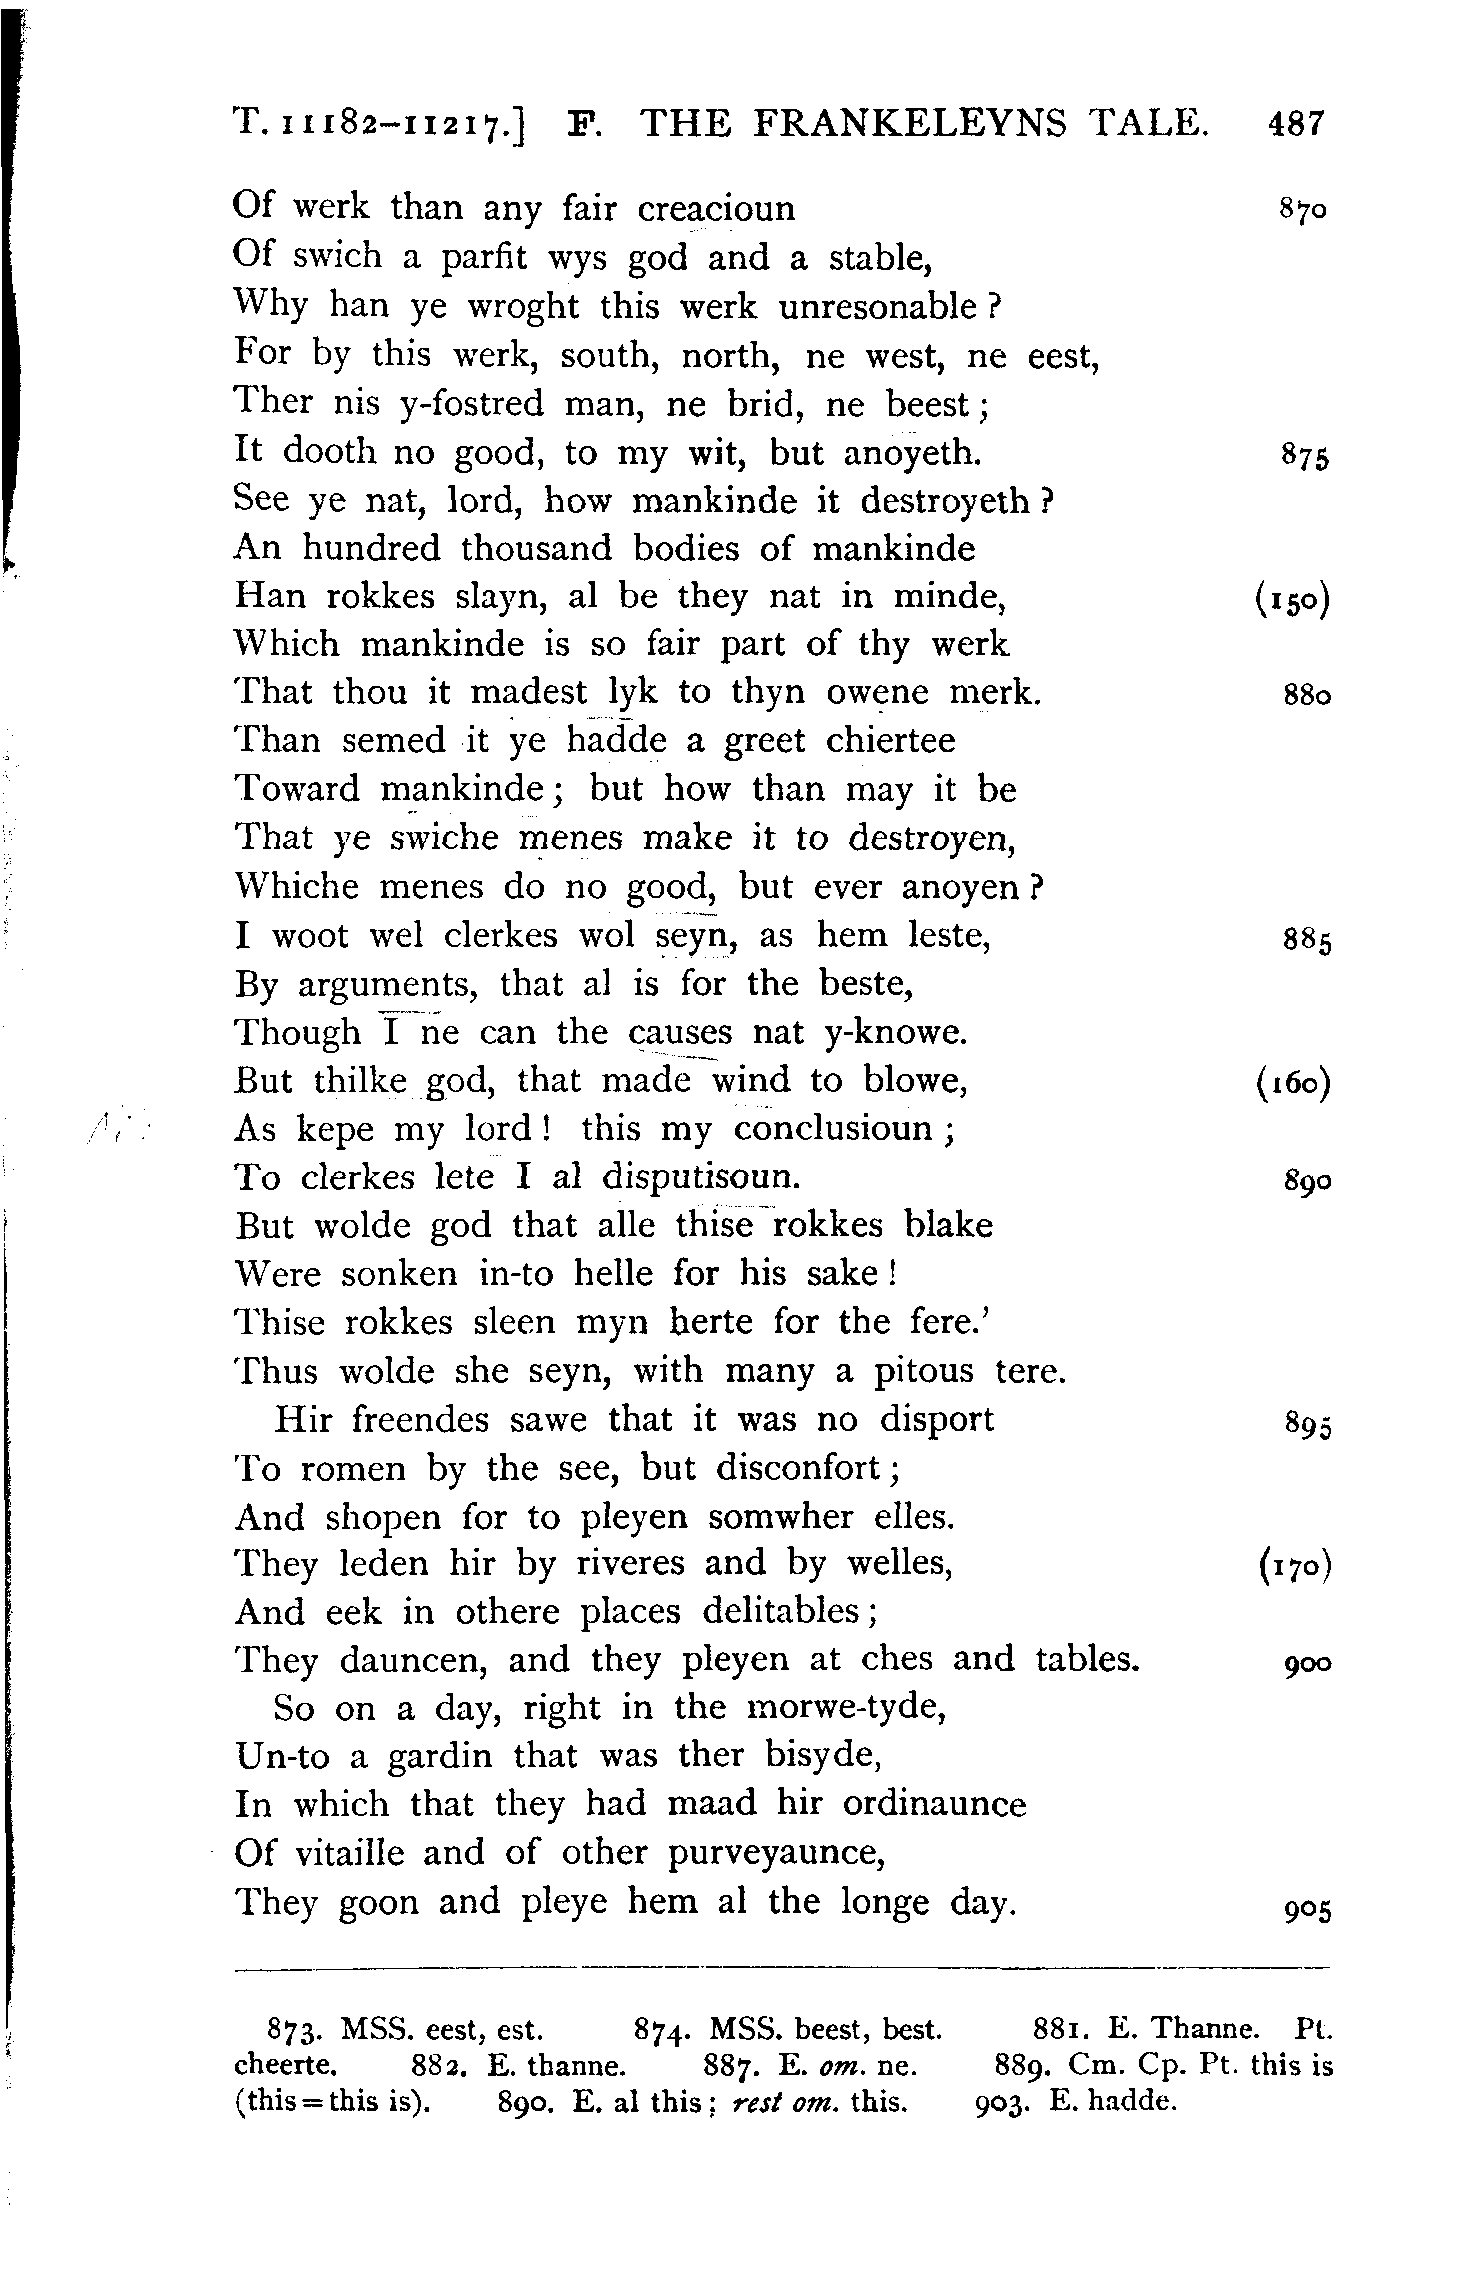 T. 11182–11217.] F. THE FRANKELEYNS TALE. 487
Of werk than any fair creacioun 870
Of swich a parfit wys god and a stable,
Why han ye wroght this werk unresonable ?
For by this werk, south, north, ne west, ne eest,
Ther nis y-fostred man, ne brid, ne beest ;
It dooth no good, to my wit, but anoyeth. 875
See ye nat, lord, how mankinde it destroyeth ?
An hundred thousand bodies of mankinde
Han rokkes slayn, al be they nat in minde, (150)
Which mankinde is so fair part of thy werk
That thou it madest lyk to thyn owene merk. 880
Than semed it ye hadde a greet chiertee
Toward mankinde ; but how than may it be
That ye swiche menes make it to destroyen,
Whiche menes do no good, but ever anoyen ?
I woot wel clerkes wol seyn, as hem leste, 885
By arguments, that al is for the beste,
Though I ne can the causes nat y-knowe.
But thilke god, that made wind to blowe, (160)
As kepe my lord ! this my conclusioun ;
To clerkes lete I al disputisoun. 890
But wolde god that alle thise rokkes blake
Were sonken in-to helle for his sake !
Thise rokkes sleen myn herte for the fere.’
Thus wolde she seyn, with many a pitous tere.
Hir freendes sawe that it was no disport 895
To romen by the see, but disconfort ;
And shopen for to pleyen somwher elles.
They leden hir by riveres and by welles, (170)
And eek in othere places delitables ;
They dauncen, and they pleyen at ches and tables. 900
So on a day, right in the morwe-tyde,
Un-to a gardin that was ther bisyde,
In which that they had maad hir ordinaunce
Of vitaille and of other purveyaunce,
They goon and pleye hem al the longe day. 905
873. MSS. eest, est. 874. MSS. beest, best. 881. E. Thanne. Pt.
cheerte. 882. E. thanne. 887. E. om. ne. 889. Cm. Cp. Pt. this is
(this = this is). 890. E. al this ; rest om. this. 903. E. hadde.